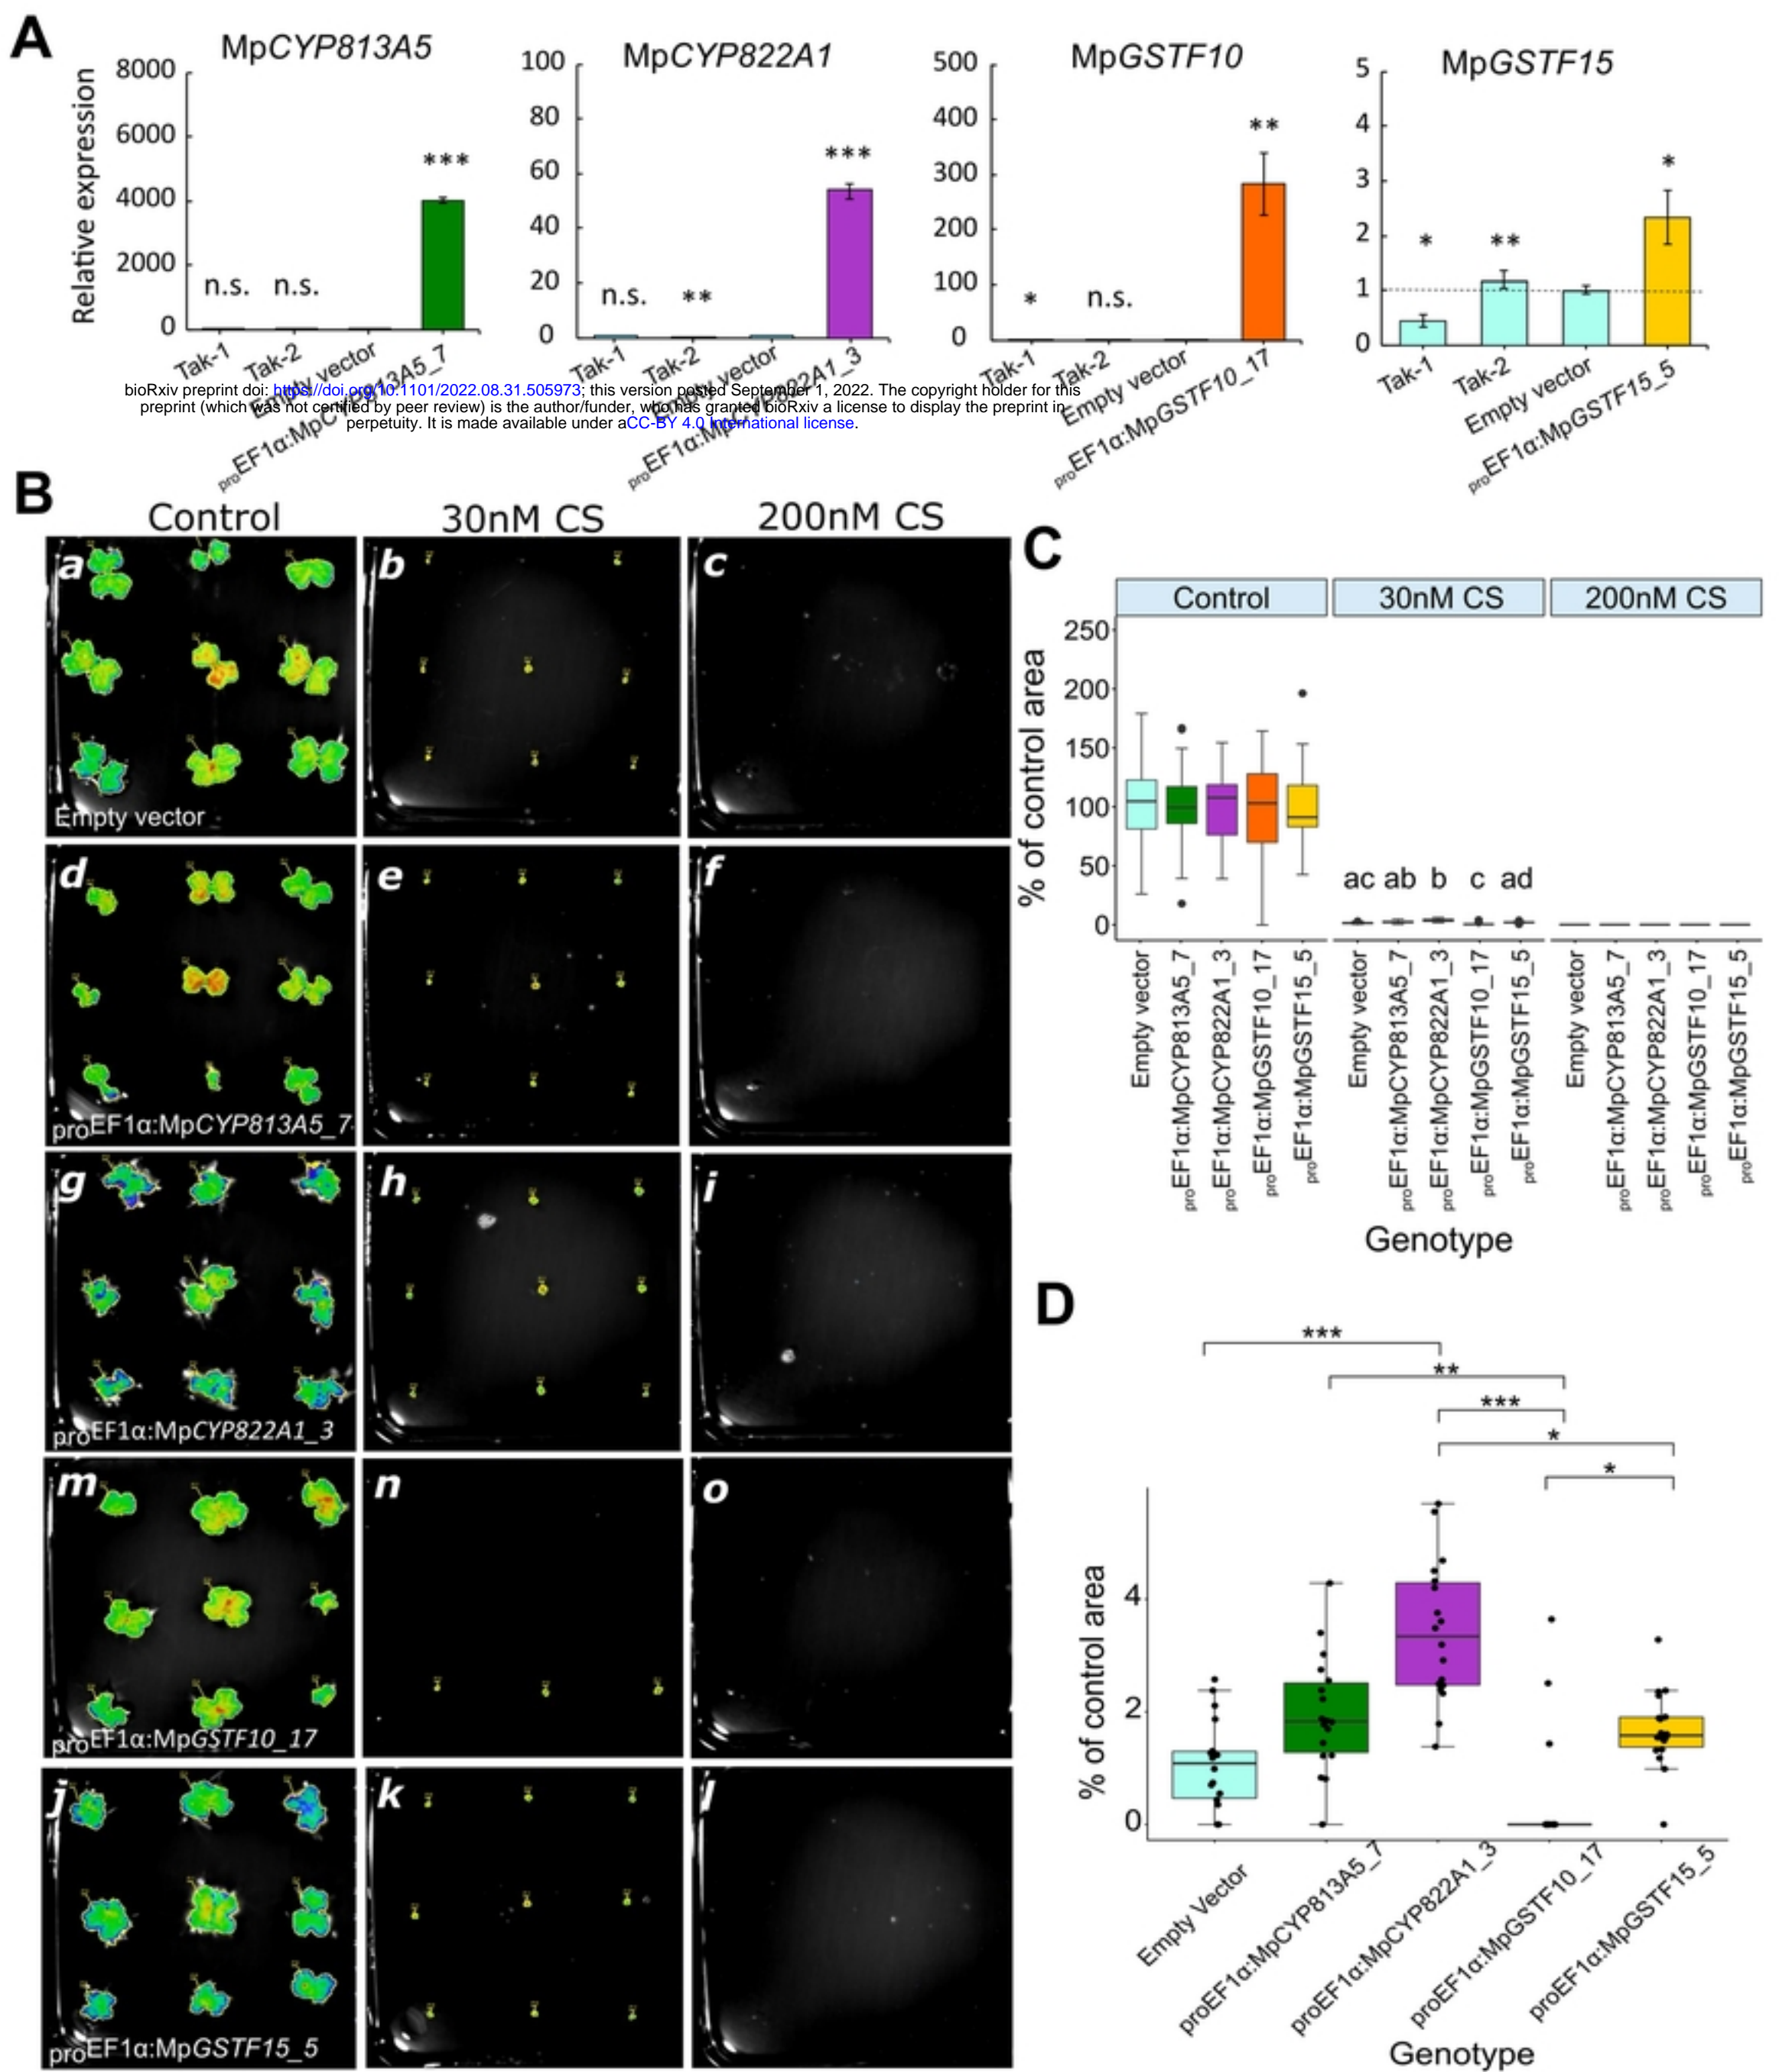 A
MpCYP813A5
MpCYP822A1
MpGSTF10
MpGSTF15
Relative expression
8000
6000
4000
2000
0
n.s.
n.s.
***
Tak-1
Tak-2
Empty vector
proEF1α:MpCYP813A5_7
100
80
60
40
20
0
n.s.
**
***
Tak-1
Tak-2
Empty vector
proEF1α:MpCYP822A1_3
500
400
300
200
100
0
*
n.s.
**
Tak-1
Tak-2
Empty vector
proEF1α:MpGSTF10_17
5
4
3
2
1
0
*
**
*
Tak-1
Tak-2
Empty vector
proEF1α:MpGSTF15_5
bioRxiv preprint doi: https://doi.org/10.1101/2022.08.31.505973; this version posted September 1, 2022. The copyright holder for this
preprint (which was not certified by peer review) is the author/funder, who has granted bioRxiv a license to display the preprint in
perpetuity. It is made available under aCC-BY 4.0 International license.
B
Control
30nM CS
200nM CS
a
b
c
Empty vector
d
e
f
proEF1α:MpCYP813A5_7
g
h
i
proEF1α:MpCYP822A1_3
m
n
o
proEF1α:MpGSTF10_17
j
k
l
proEF1α:MpGSTF15_5
C
Control
30nM CS
200nM CS
% of control area
250
200
150
100
50
0
ac ab b c ad
Empty vector
proEF1α:MpCYP813A5_7
proEF1α:MpCYP822A1_3
proEF1α:MpGSTF10_17
proEF1α:MpGSTF15_5
Empty vector
proEF1α:MpCYP813A5_7
proEF1α:MpCYP822A1_3
proEF1α:MpGSTF10_17
proEF1α:MpGSTF15_5
Empty vector
proEF1α:MpCYP813A5_7
proEF1α:MpCYP822A1_3
proEF1α:MpGSTF10_17
proEF1α:MpGSTF15_5
Genotype
D
***
**
***
*
*
% of control area
4
2
0
Empty Vector
proEF1α:MpCYP813A5_7
proEF1α:MpCYP822A1_3
proEF1α:MpGSTF10_17
proEF1α:MpGSTF15_5
Genotype